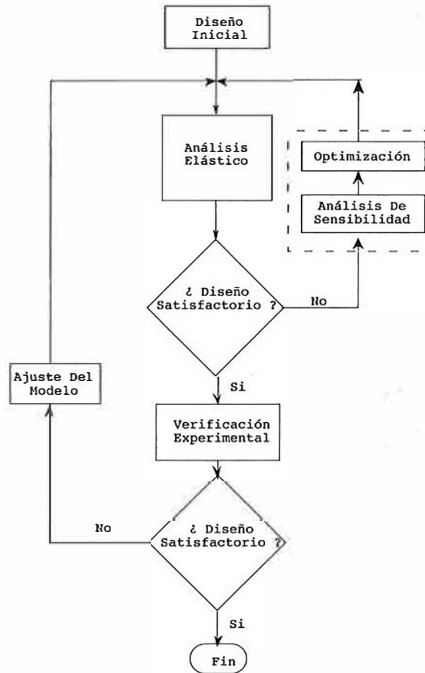 Diseño
Inicial
Análisis
Elástico
Optimización
Análisis De
Sensibilidad
¿ Diseño
Satisfactorio ?
No
Si
Ajuste Del
Modelo
Verificación
Experimental
No
¿ Diseño
Satisfactorio ?
Si
Fin